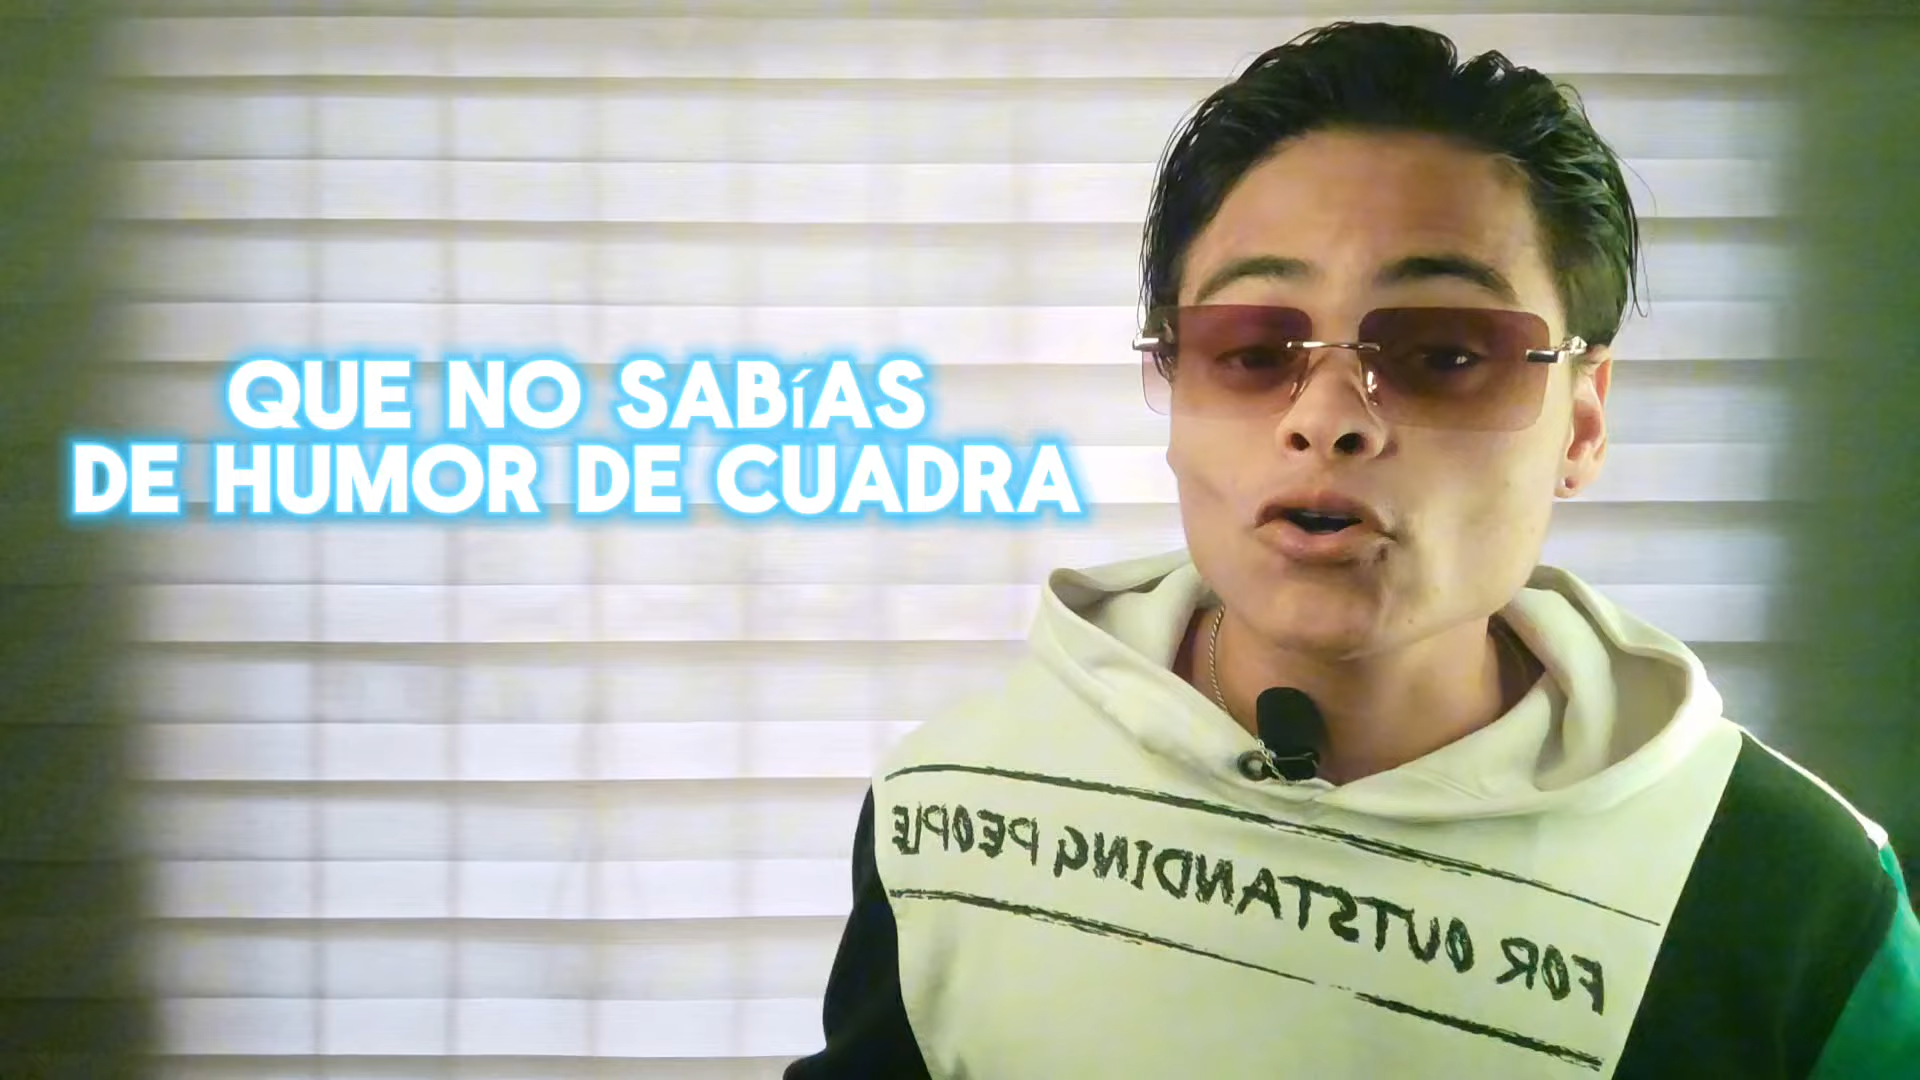 QUE NO SABíAS
DE HUMOR DE CUADRA
FOR OUTSTANDING PEOPLE